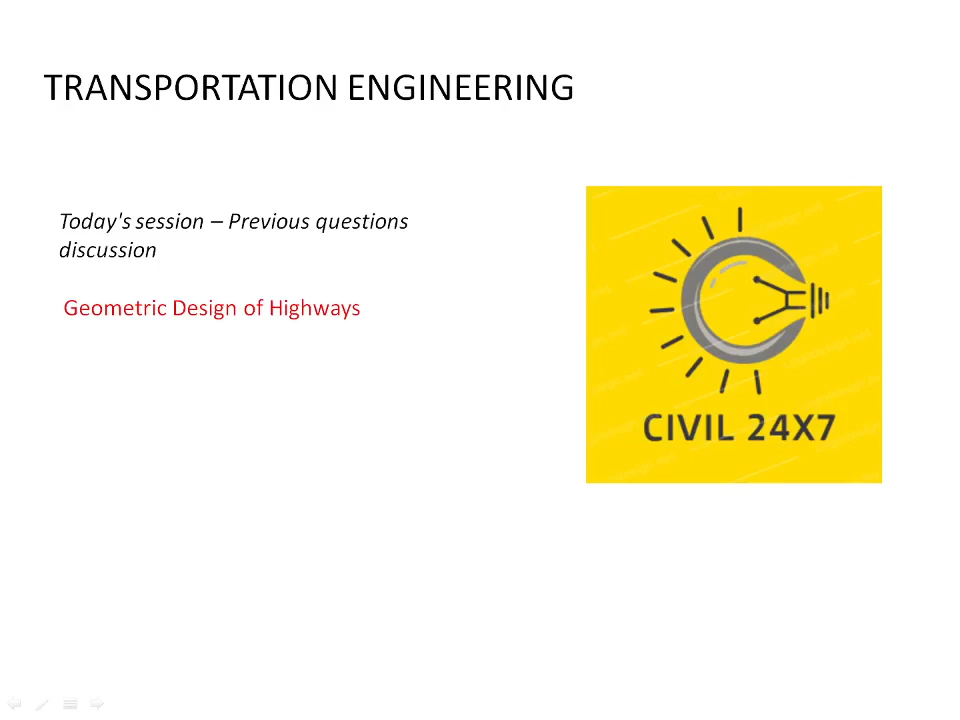 TRANSPORTATION ENGINEERING
Today's session – Previous questions
discussion
Geometric Design of Highways
CIVIL 24X7